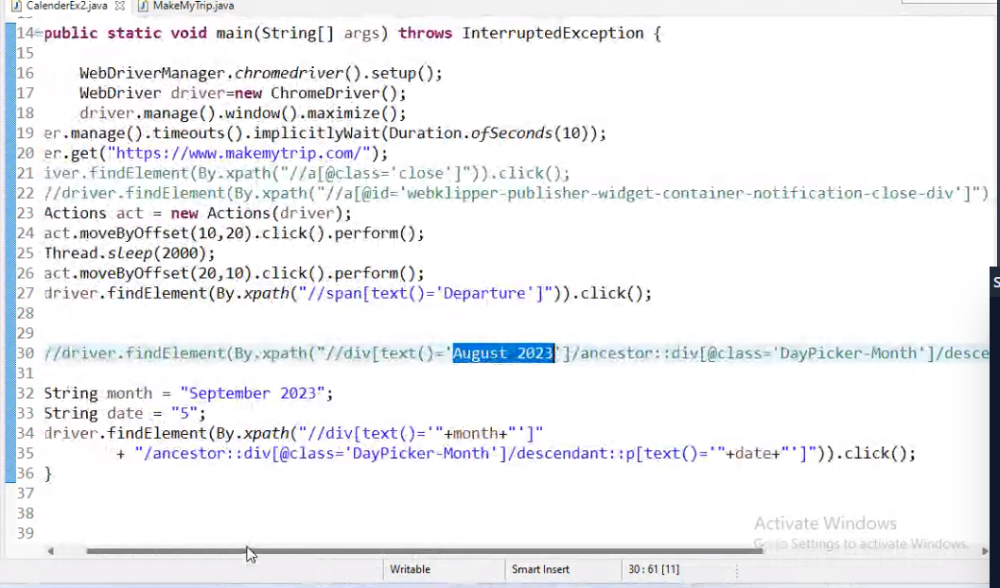 CalenderEx2.java MakeMyTrip.java
14 public static void main(String[] args) throws InterruptedException {
15
16 WebDriverManager.chromedriver().setup();
17 WebDriver driver=new ChromeDriver();
18 driver.manage().window().maximize();
19 er.manage().timeouts().implicitlyWait(Duration.ofSeconds(10));
20 er.get("https://www.makemytrip.com/");
21 iver.findElement(By.xpath("//a[@class='close']")).click();
22 //driver.findElement(By.xpath("//a[@id='webklipper-publisher-widget-container-notification-close-div']")
23 Actions act = new Actions(driver);
24 act.moveByOffset(10,20).click().perform();
25 Thread.sleep(2000);
26 act.moveByOffset(20,10).click().perform();
27 driver.findElement(By.xpath("//span[text()='Departure']")).click();
28
29
30 //driver.findElement(By.xpath("//div[text()='August 2023']/ancestor::div[@class='DayPicker-Month']/desce
31
32 String month = "September 2023";
33 String date = "5";
34 driver.findElement(By.xpath("//div[text()='"+month+"']"
35 + "/ancestor::div[@class='DayPicker-Month']/descendant::p[text()='"+date+"']")).click();
36 }
37
38
39
Activate Windows
Go to Settings to activate Windows.
Writable Smart Insert 30 : 61 [11]